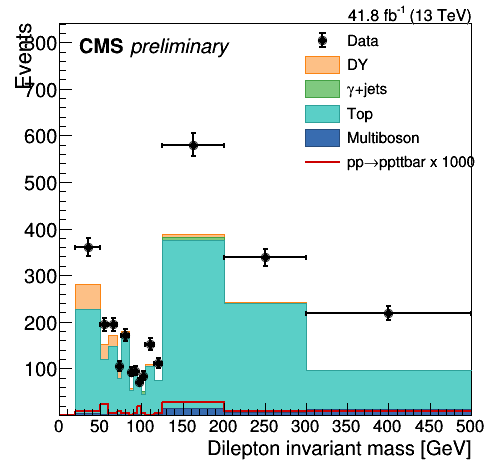 41.8 fb⁻¹ (13 TeV)
CMS preliminary
Events
Data
DY
γ+jets
Top
Multiboson
pp→ppttbar x 1000
800
700
600
500
400
300
200
100
0 50 100 150 200 250 300 350 400 450 500
Dilepton invariant mass [GeV]